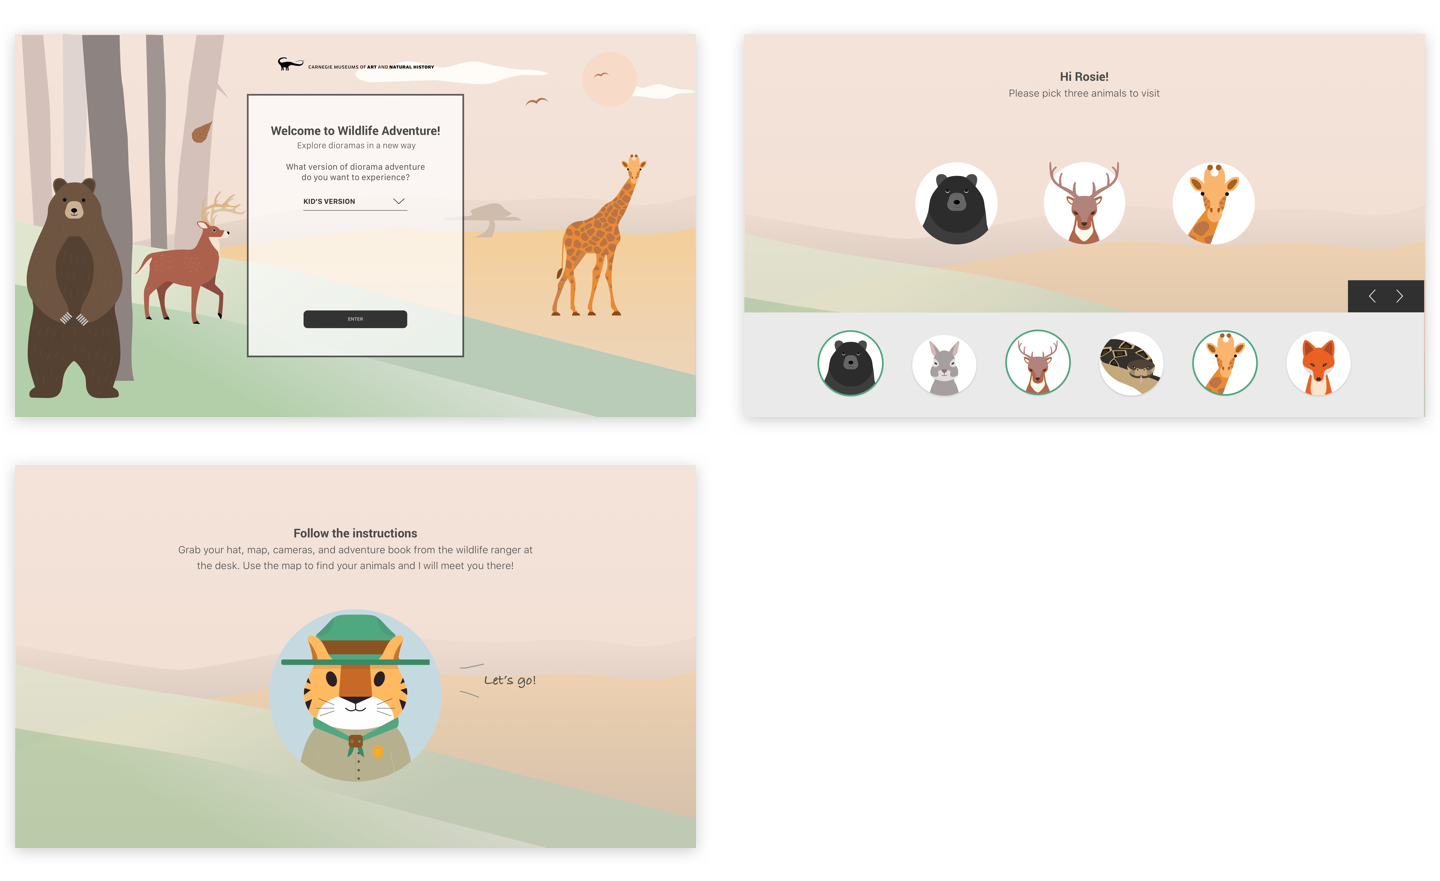 CARNEGIE MUSEUMS OF ART AND NATURAL HISTORY
Welcome to Wildlife Adventure!
Explore dioramas in a new way
What version of diorama adventure
do you want to experience?
KID'S VERSION
ENTER
Hi Rosie!
Please pick three animals to visit
Follow the instructions
Grab your hat, map, cameras, and adventure book from the wildlife ranger at
the desk. Use the map to find your animals and I will meet you there!
Let's go!